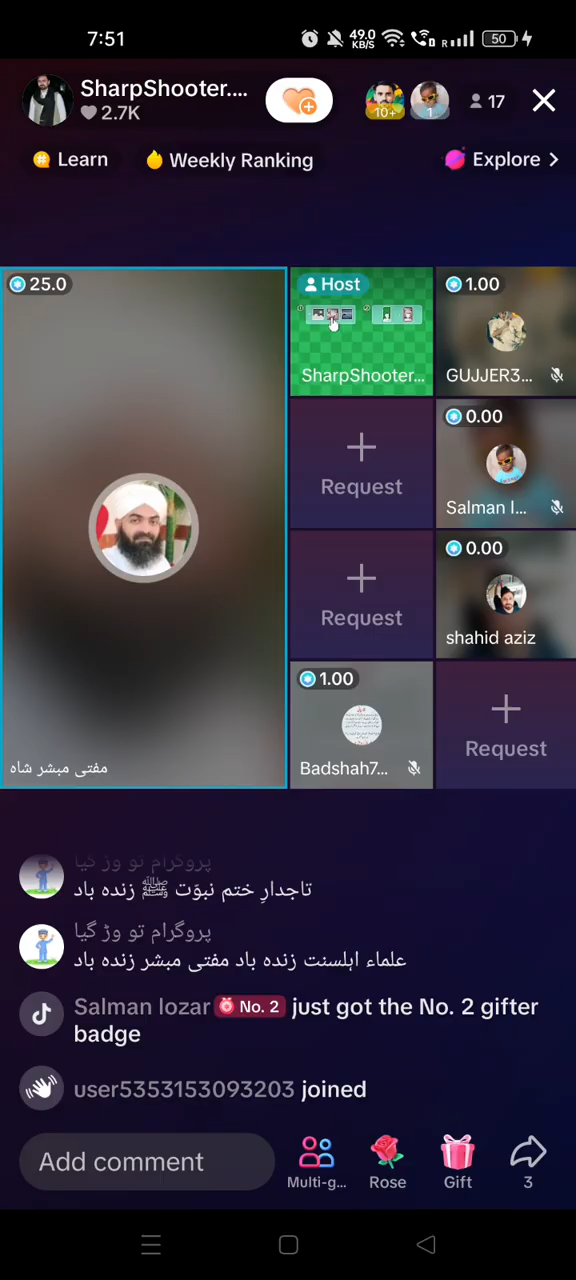 7:51
49.0
KB/S
R
50
SharpShooter....
2.7K
10+
1
17
Learn
Weekly Ranking
Explore
25.0
Host
1.00
SharpShooter...
GUJJER3...
0.00
Request
Salman l...
0.00
Request
shahid aziz
1.00
Request
Badshah7...
مفتی مبشر شاہ
پروگرام تو وڑ گیا
تاجدارِ ختم نبوّت ﷺ زندہ باد
پروگرام تو وڑ گیا
علماء اہلسنت زندہ باد مفتی مبشر زندہ باد
Salman lozar No. 2 just got the No. 2 gifter
badge
user5353153093203 joined
Add comment
Multi-g...
Rose
Gift
3